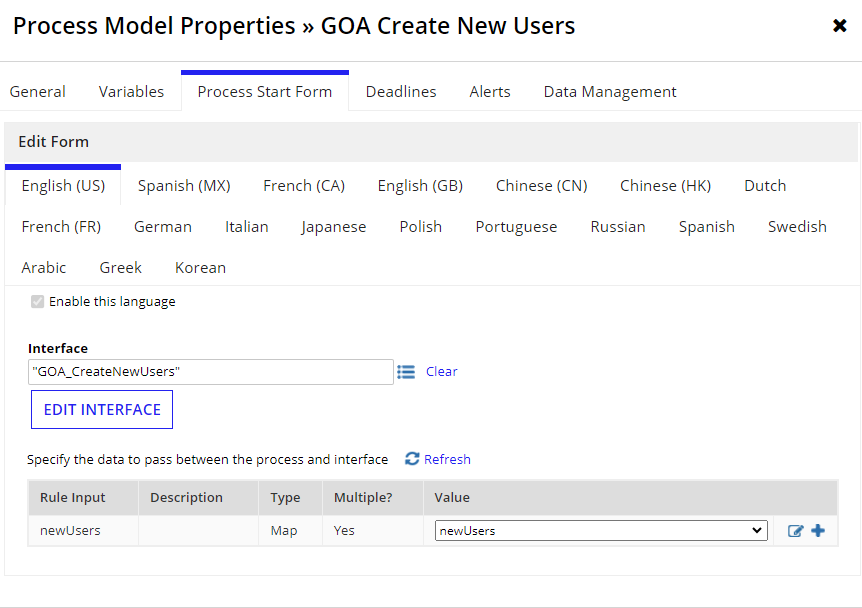 Process Model Properties » GOA Create New Users
General Variables Process Start Form Deadlines Alerts Data Management
Edit Form
English (US) Spanish (MX) French (CA) English (GB) Chinese (CN) Chinese (HK) Dutch
French (FR) German Italian Japanese Polish Portuguese Russian Spanish Swedish
Arabic Greek Korean
Enable this language
Interface
"GOA_CreateNewUsers" Clear
EDIT INTERFACE
Specify the data to pass between the process and interface Refresh
Rule Input Description Type Multiple? Value
newUsers Map Yes newUsers